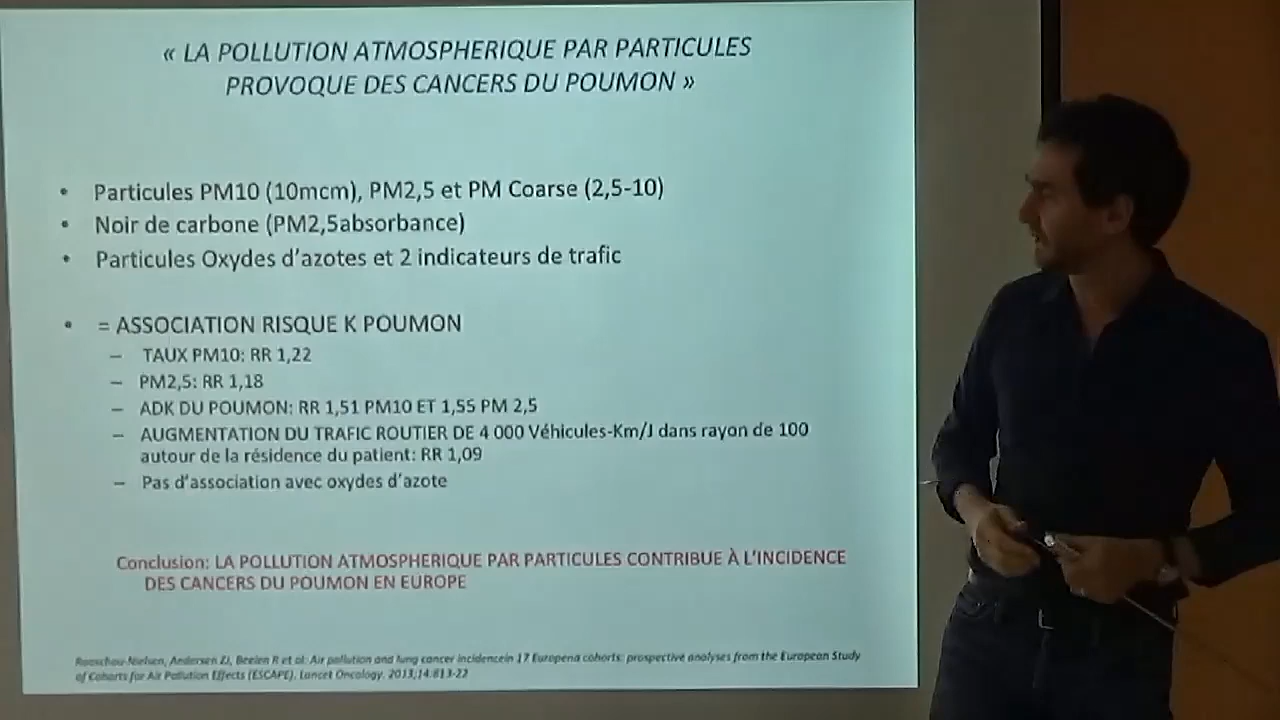 « LA POLLUTION ATMOSPHERIQUE PAR PARTICULES
PROVOQUE DES CANCERS DU POUMON »
• Particules PM10 (10mcm), PM2,5 et PM Coarse (2,5-10)
• Noir de carbone (PM2,5absorbance)
• Particules Oxydes d'azotes et 2 indicateurs de trafic
• = ASSOCIATION RISQUE K POUMON
– TAUX PM10: RR 1,22
– PM2,5: RR 1,18
– ADK DU POUMON: RR 1,51 PM10 ET 1,55 PM 2,5
– AUGMENTATION DU TRAFIC ROUTIER DE 4 000 Véhicules-Km/J dans rayon de 100
autour de la résidence du patient: RR 1,09
– Pas d'association avec oxydes d'azote
Conclusion: LA POLLUTION ATMOSPHERIQUE PAR PARTICULES CONTRIBUE À L'INCIDENCE
DES CANCERS DU POUMON EN EUROPE
Raaschou-Nielsen, Andersen ZJ, Beelen R et al. Air pollution and lung cancer incidencein 17 Europena cohorts: prospective analyses from the European Study
of Cohorts for Air Pollution Effects (ESCAPE). Lancet Oncology. 2013;14:813-22